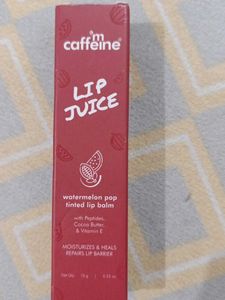 'm
caffeine®
LIP
JUICE
watermelon pop
tinted lip balm
with Peptides,
Cocoa Butter,
& Vitamin E
MOISTURIZES & HEALS
REPAIRS LIP BARRIER